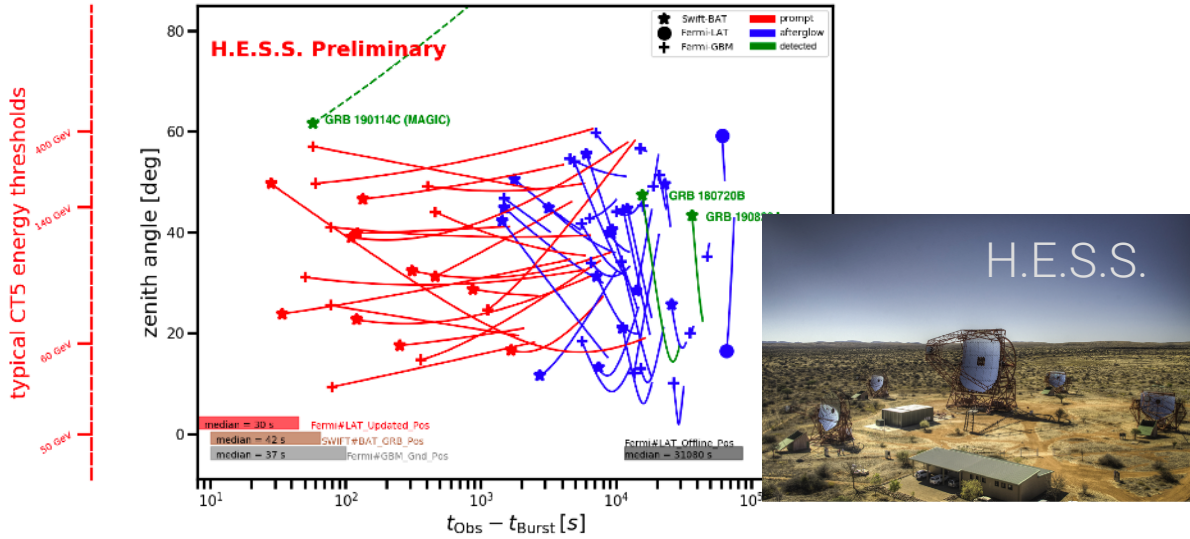 80
60
40
20
0
zenith angle [deg]
typical CT5 energy thresholds
400 GeV
140 GeV
60 GeV
50 GeV
H.E.S.S. Preliminary
Swift-BAT
Fermi-LAT
Fermi-GBM
prompt
afterglow
detected
GRB 190114C (MAGIC)
GRB 180720B
H.E.S.S.
median = 30 s
Fermi#LAT_Updated_Pos
median = 42 s
SWIFT#BAT_GRB_Pos
median = 37 s
Fermi#GBM_Gnd_Pos
Fermi#LAT_Offline_Pos
median = 31080 s
10¹
10²
10³
10⁴
10⁵
t_Obs − t_Burst [s]